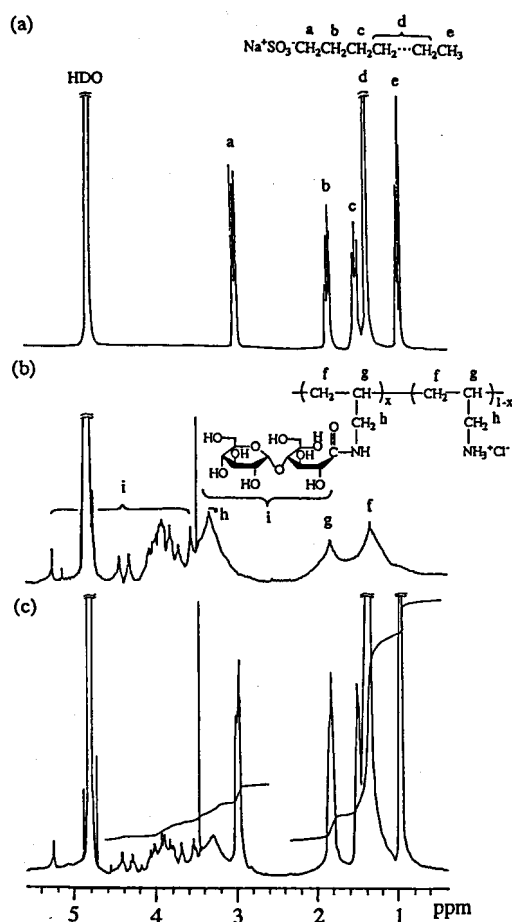 (a)
a b c d e
Na⁺SO₃⁻CH₂CH₂CH₂CH₂···CH₂CH₃
HDO
a
b
c
d
e
(b)
f g f g
( CH₂ CH )x ( CH₂ CH )1-x
CH₂ h CH₂ h
O
C NH NH₃⁺Cl⁻
HO HO HO HO O O HO HO OH O OH
i
i
h
g
f
(c)
5 4 3 2 1 ppm